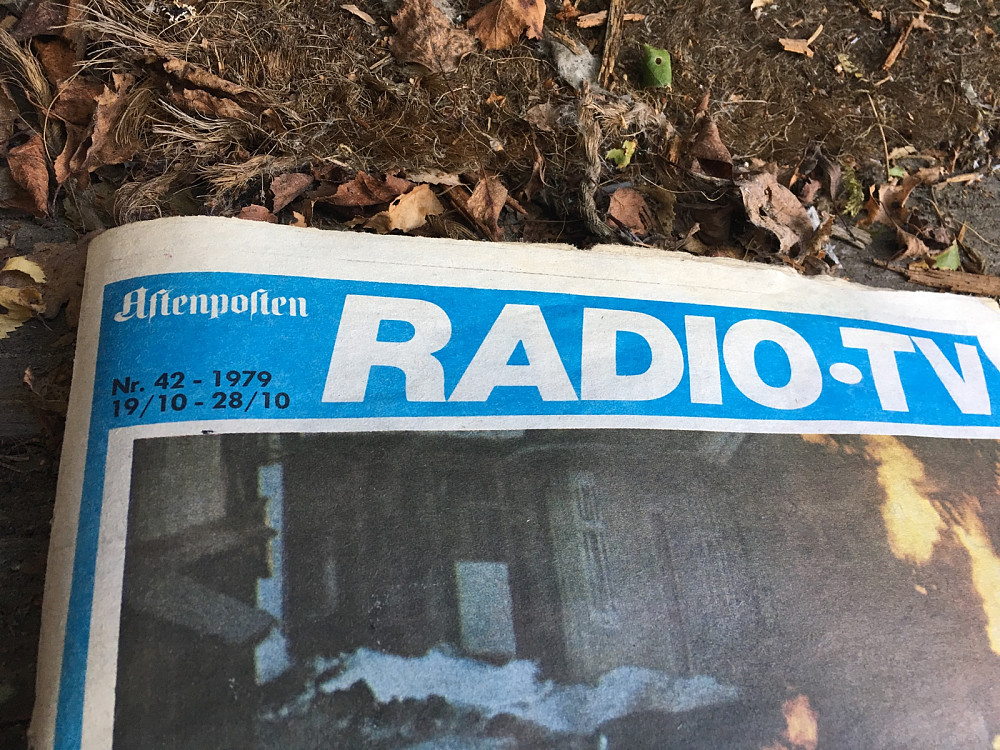 Aftenposten
RADIO•TV
Nr. 42 - 1979
19/10 - 28/10